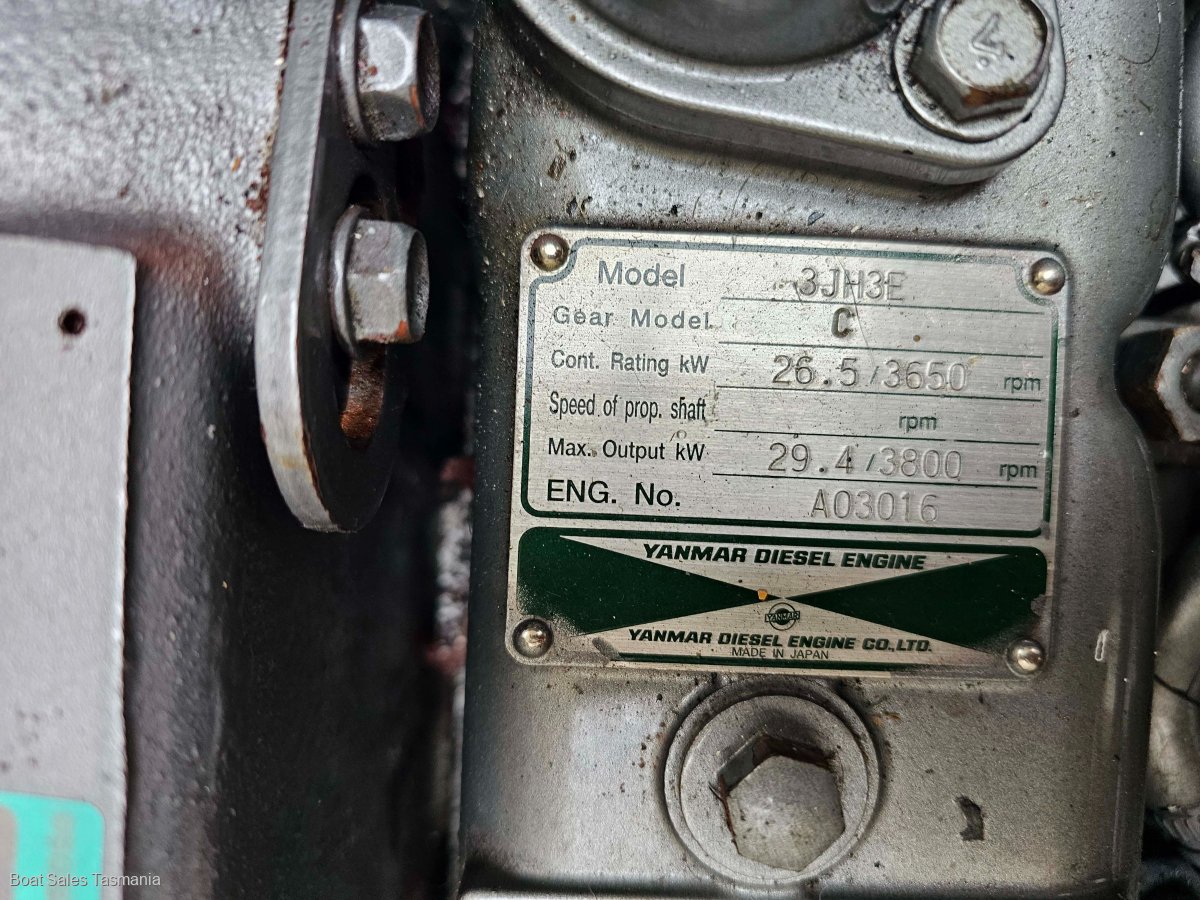 4
Model 3JH3E
Gear Model C
Cont. Rating kW 26.5/3650 rpm
Speed of prop. shaft rpm
Max. Output kW 29.4/3800 rpm
ENG. No. A03016
YANMAR DIESEL ENGINE
YANMAR
YANMAR DIESEL ENGINE CO.,LTD.
MADE IN JAPAN
Boat Sales Tasmania